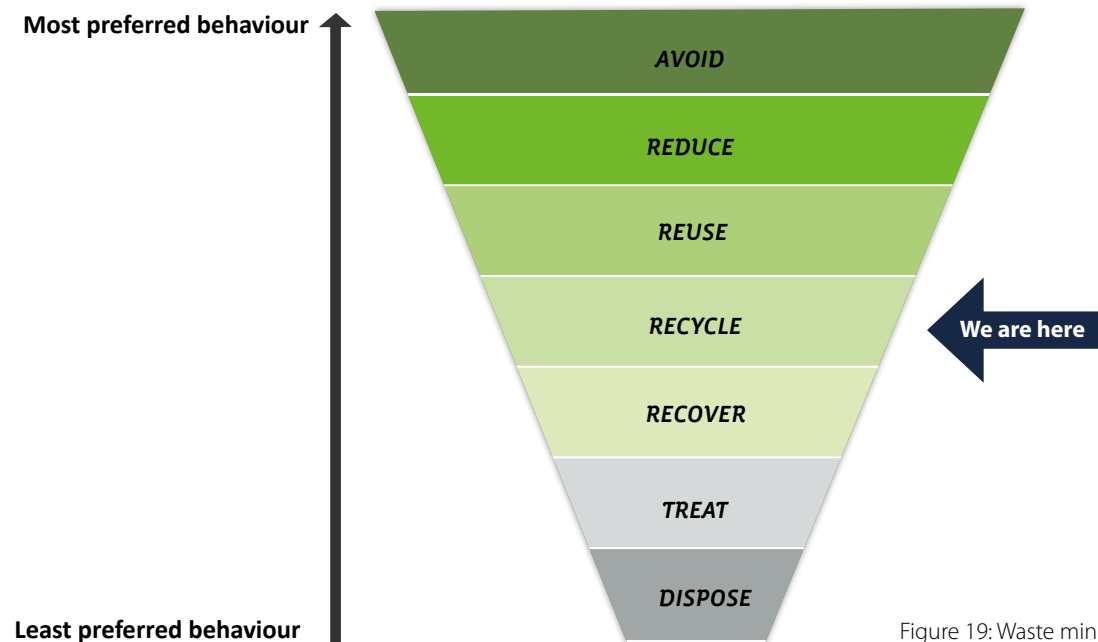 Most preferred behaviour
AVOID
REDUCE
REUSE
RECYCLE
We are here
RECOVER
TREAT
DISPOSE
Least preferred behaviour
Figure 19: Waste min